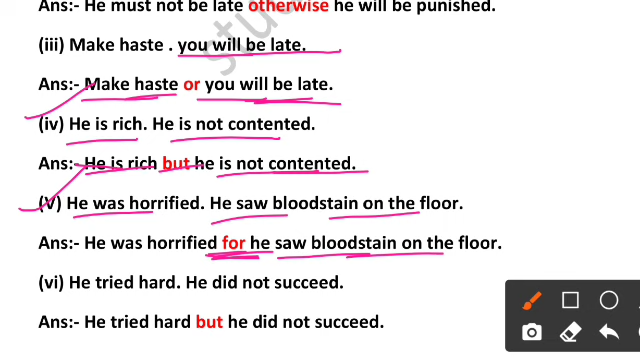 Ans:- He must not be late otherwise he will be punished.
(iii) Make haste . you will be late.
Ans:- Make haste or you will be late.
(iv) He is rich. He is not contented.
Ans:- He is rich but he is not contented.
(V) He was horrified. He saw bloodstain on the floor.
Ans:- He was horrified for he saw bloodstain on the floor.
(vi) He tried hard. He did not succeed.
Ans:- He tried hard but he did not succeed.